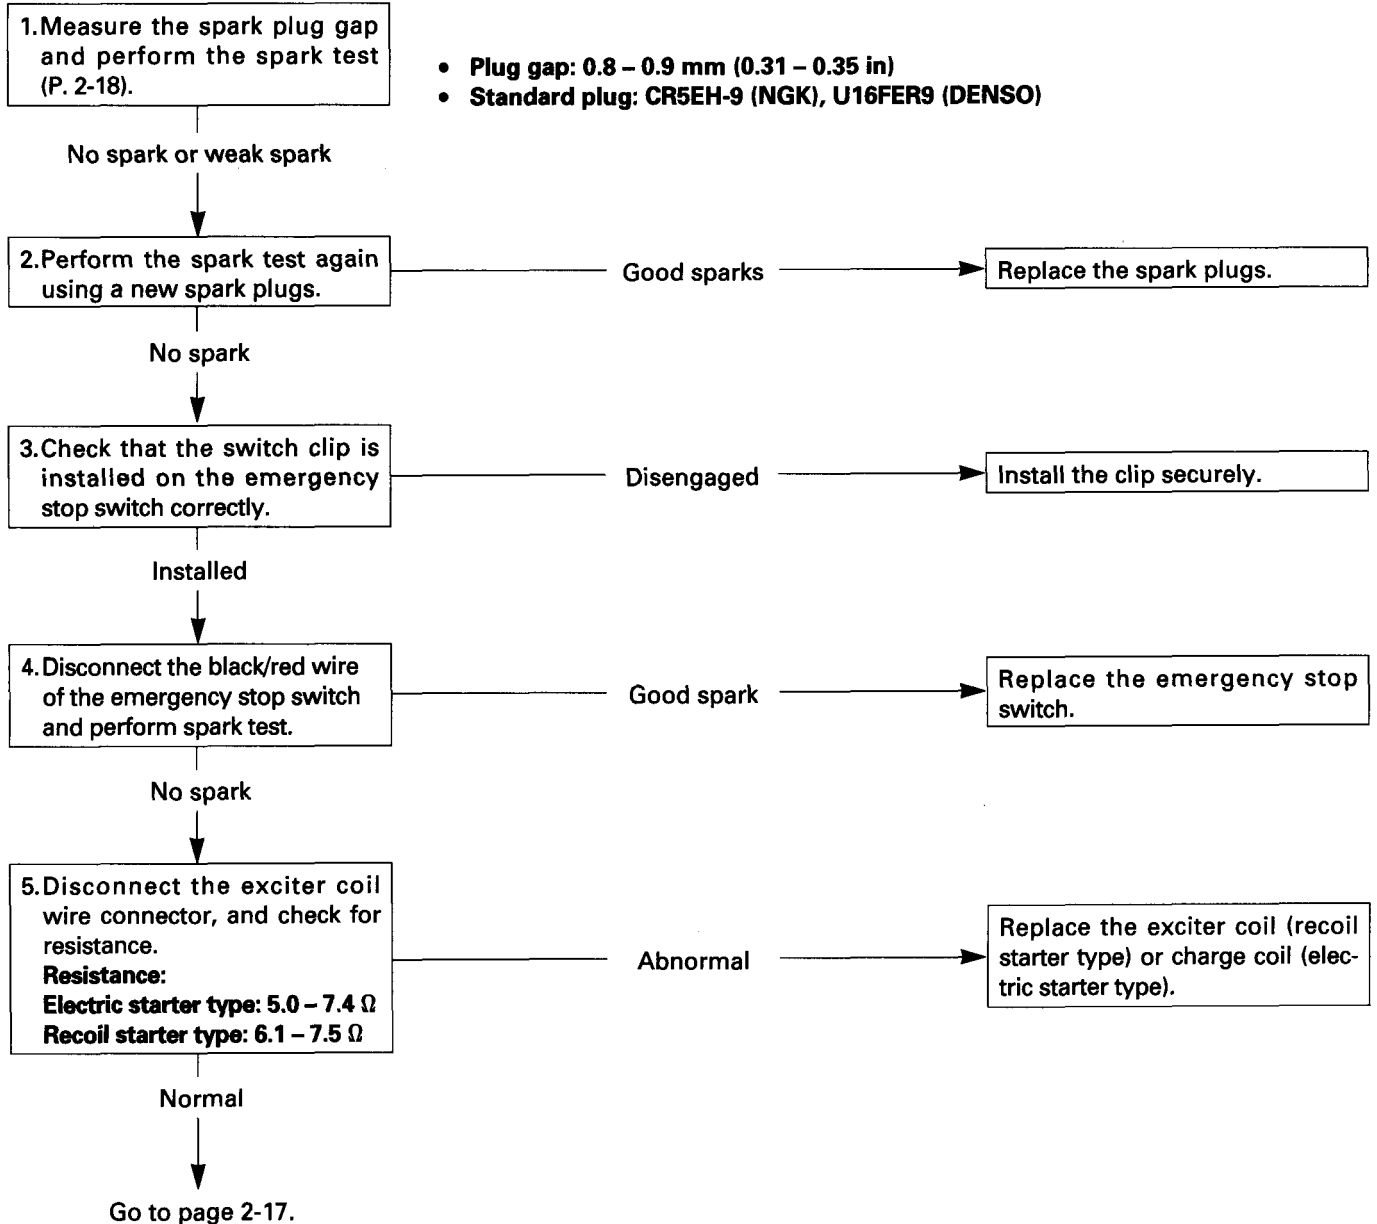 1.Measure the spark plug gap
and perform the spark test
(P. 2-18).
• Plug gap: 0.8 – 0.9 mm (0.31 – 0.35 in)
• Standard plug: CR5EH-9 (NGK), U16FER9 (DENSO)
No spark or weak spark
2.Perform the spark test again
using a new spark plugs.
Good sparks
Replace the spark plugs.
No spark
3.Check that the switch clip is
installed on the emergency
stop switch correctly.
Disengaged
Install the clip securely.
Installed
4.Disconnect the black/red wire
of the emergency stop switch
and perform spark test.
Good spark
Replace the emergency stop
switch.
No spark
5.Disconnect the exciter coil
wire connector, and check for
resistance.
Resistance:
Electric starter type: 5.0 – 7.4 Ω
Recoil starter type: 6.1 – 7.5 Ω
Abnormal
Replace the exciter coil (recoil
starter type) or charge coil (elec-
tric starter type).
Normal
Go to page 2-17.